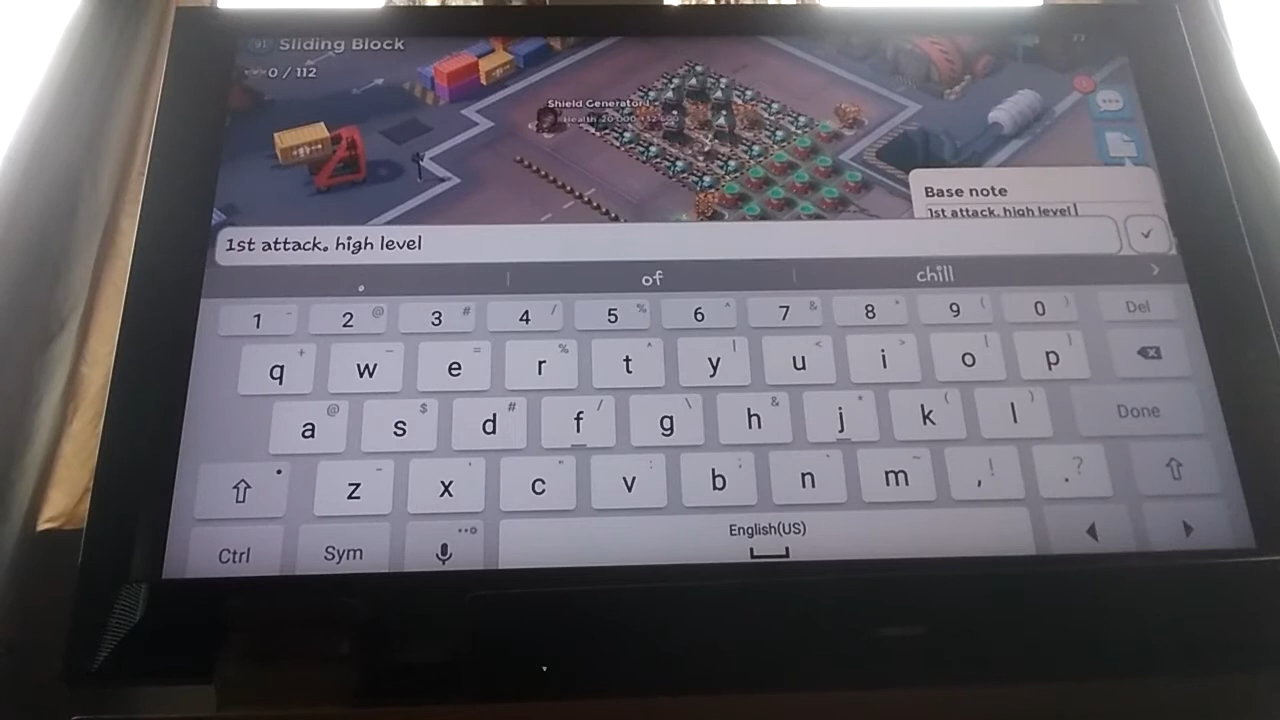 91 Sliding Block
0 / 112
Shield Generator
Base note
1st attack. high level
1st attack. high level
. of chill
1 2 @ 3 # 4 / 5 % 6 ^ 7 & 8 * 9 ( 0 ) Del
q + w e = r % t ^ y | u < i > o [ p ]
a @ s $ d # f / g \ h & j * k ( l ) Done
z x c v b n m , ! . ?
Ctrl Sym English(US)